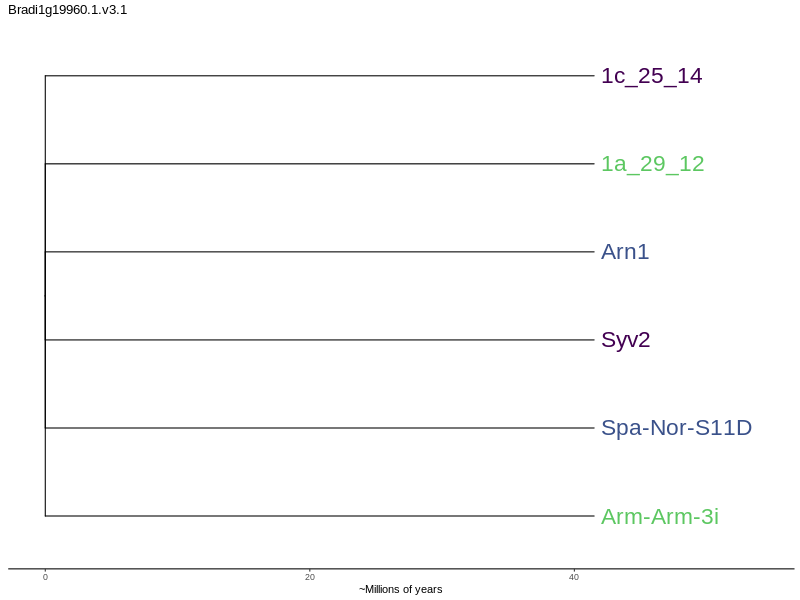 Bradi1g19960.1.v3.1
1c_25_14
1a_29_12
Arn1
Syv2
Spa-Nor-S11D
Arm-Arm-3i
0 20 40
~Millions of years